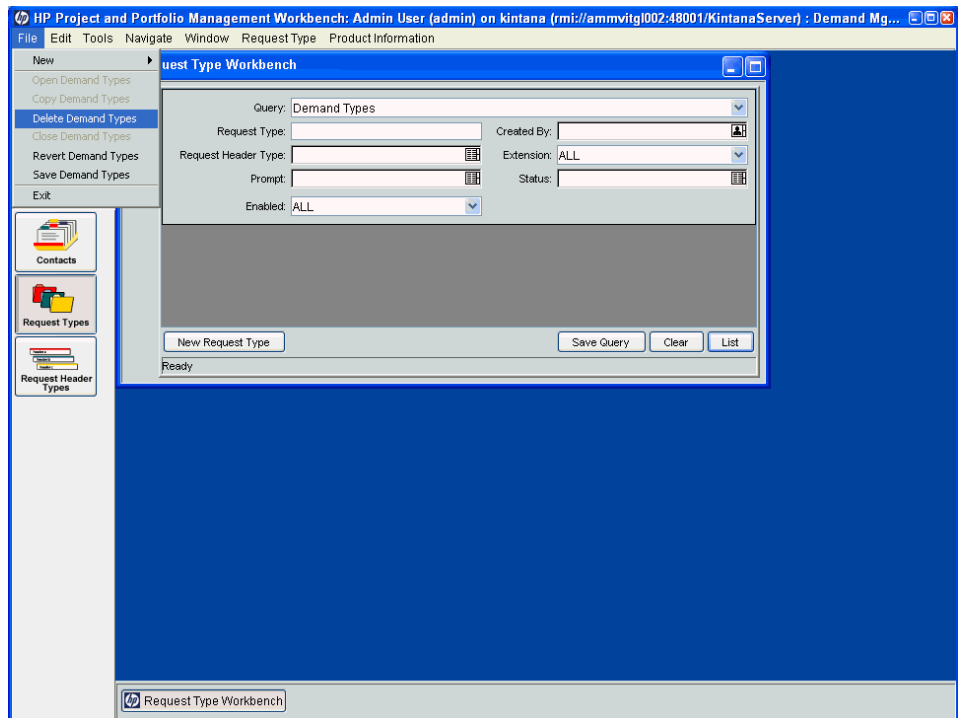 HP Project and Portfolio Management Workbench: Admin User (admin) on kintana (rmi://ammvitgl002:48001/KintanaServer) : Demand Mg...
File Edit Tools Navigate Window Request Type Product Information
New
Open Demand Types
Copy Demand Types
Delete Demand Types
Close Demand Types
Revert Demand Types
Save Demand Types
Exit
uest Type Workbench
Query: Demand Types
Request Type: Created By:
Request Header Type: Extension: ALL
Prompt: Status:
Enabled: ALL
Contacts
Request Types
Request Header
Types
New Request Type Save Query Clear List
Ready
hp Request Type Workbench